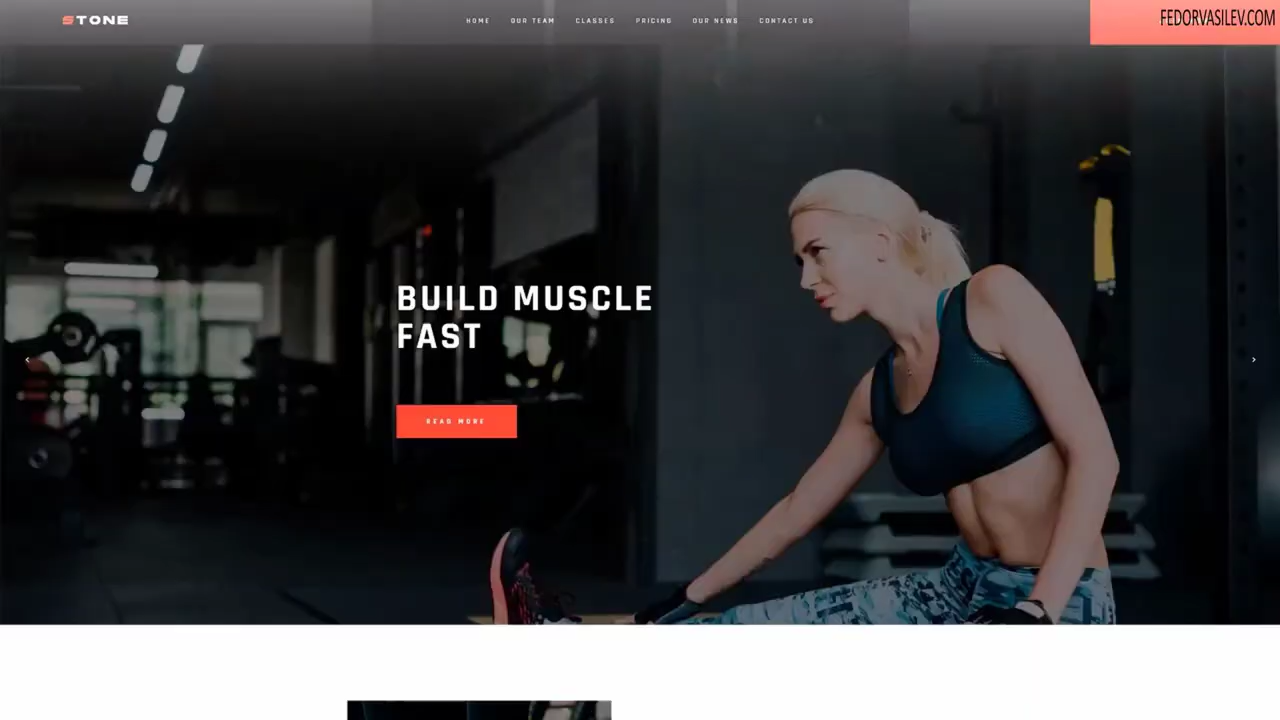 STONE
HOME OUR TEAM CLASSES PRICING OUR NEWS CONTACT US
FEDORVASILEV.COM
BUILD MUSCLE
FAST
READ MORE